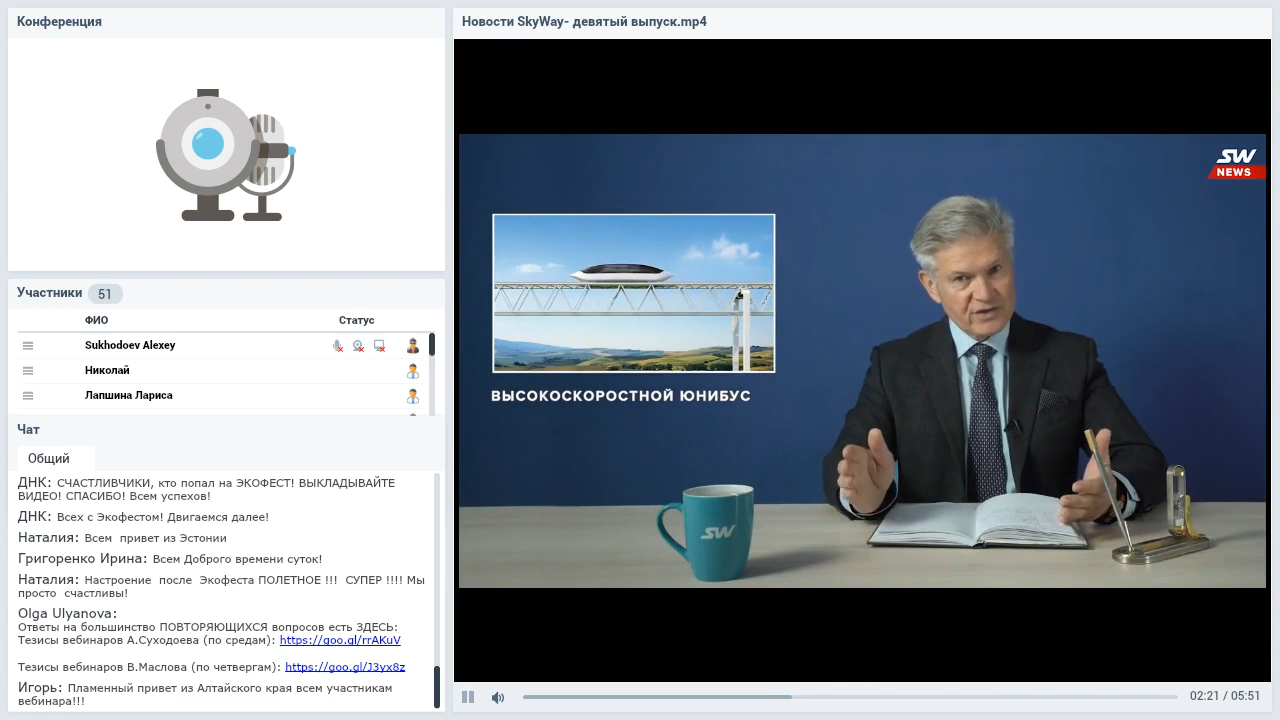 Конференция
Участники 51
ФИО Статус
Sukhodoev Alexey
Николай
Лапшина Лариса
Чат
Общий
ДНК: СЧАСТЛИВЧИКИ, кто попал на ЭКОФЕСТ! ВЫКЛАДЫВАЙТЕ
ВИДЕО! СПАСИБО! Всем успехов!
ДНК: Всех с Экофестом! Двигаемся далее!
Наталия: Всем привет из Эстонии
Григоренко Ирина: Всем Доброго времени суток!
Наталия: Настроение после Экофеста ПОЛЕТНОЕ !!! СУПЕР !!!! Мы
просто счастливы!
Olga Ulyanova:
Ответы на большинство ПОВТОРЯЮЩИХСЯ вопросов есть ЗДЕСЬ:
Тезисы вебинаров А.Суходоева (по средам): https://goo.gl/rrAKuV
Тезисы вебинаров В.Маслова (по четвергам): https://goo.gl/J3yx8z
Игорь: Пламенный привет из Алтайского края всем участникам
вебинара!!!
Новости SkyWay- девятый выпуск.mp4
SW
NEWS
ВЫСОКОСКОРОСТНОЙ ЮНИБУС
SW
02:21 / 05:51